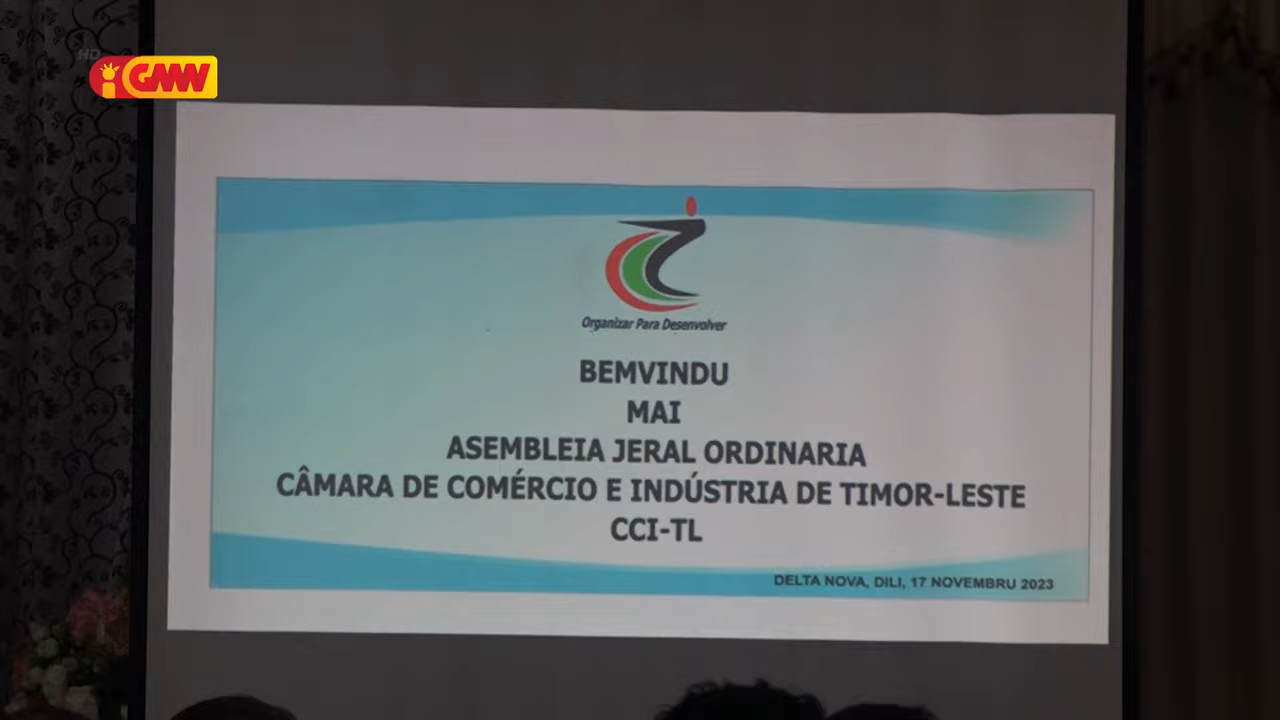 HD
GMN
Organizar Para Desenvolver
BEMVINDU
MAI
ASEMBLEIA JERAL ORDINARIA
CÂMARA DE COMÉRCIO E INDÚSTRIA DE TIMOR-LESTE
CCI-TL
DELTA NOVA, DILI, 17 NOVEMBRU 2023